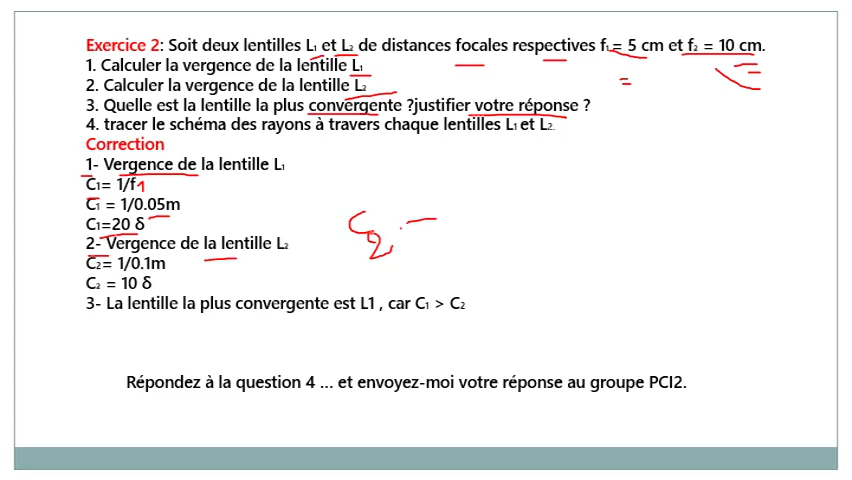 Exercice 2: Soit deux lentilles L₁ et L₂ de distances focales respectives f₁ = 5 cm et f₂ = 10 cm.
1. Calculer la vergence de la lentille L₁
2. Calculer la vergence de la lentille L₂
3. Quelle est la lentille la plus convergente ?justifier votre réponse ?
4. tracer le schéma des rayons à travers chaque lentilles L₁ et L₂.
Correction
1- Vergence de la lentille L₁
C₁= 1/f1
C₁ = 1/0.05m
C₁=20 δ
C₂ =
2- Vergence de la lentille L₂
C₂= 1/0.1m
C₂ = 10 δ
3- La lentille la plus convergente est L1 , car C₁ > C₂
Répondez à la question 4 ... et envoyez-moi votre réponse au groupe PCI2.